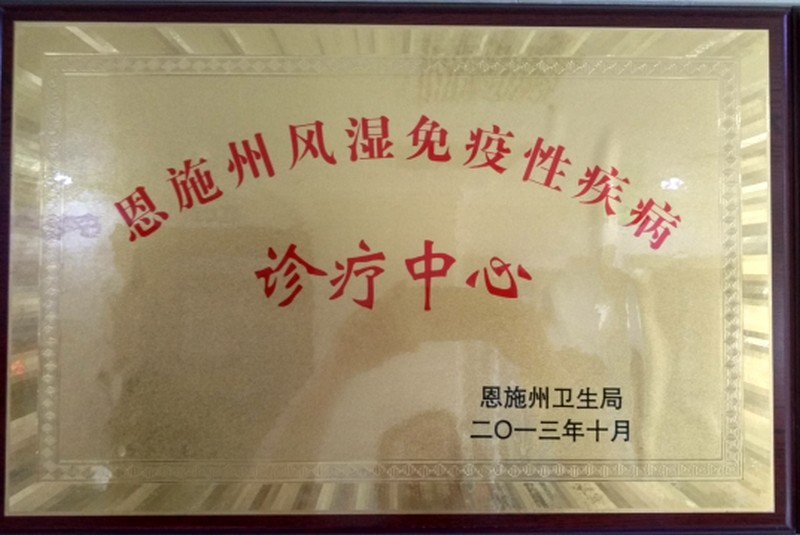 恩施州风湿免疫性疾病
诊疗中心
恩施州卫生局
二〇一三年十月